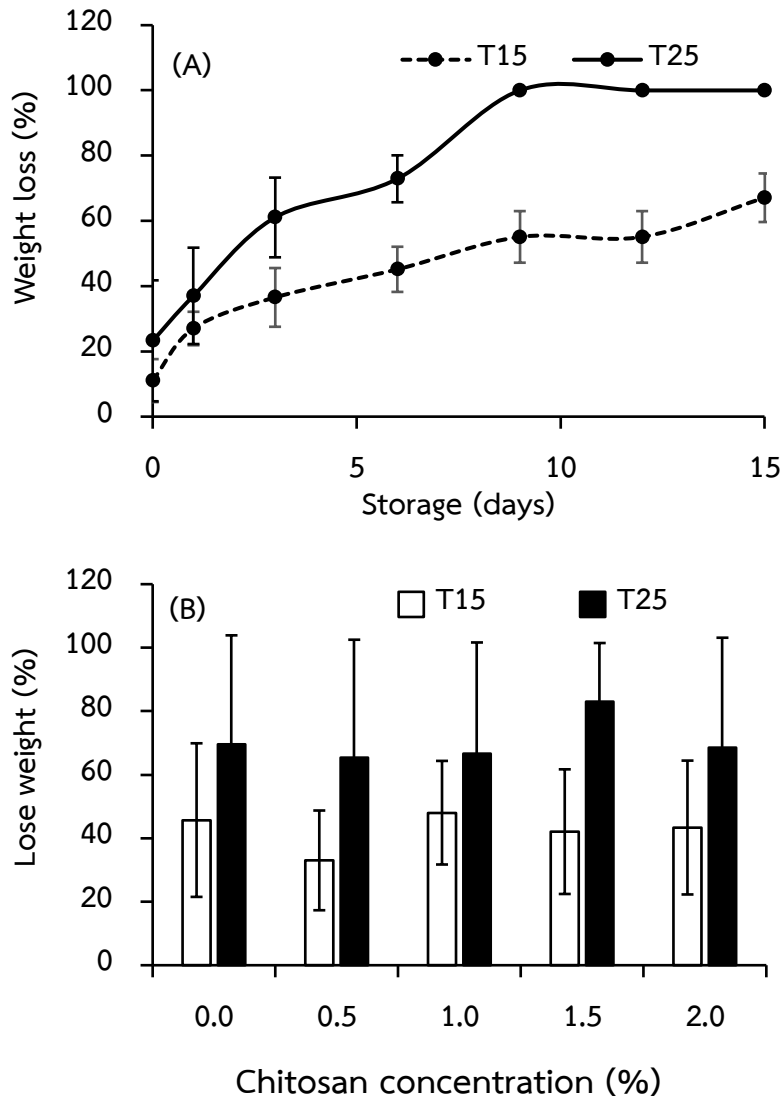 120
(A)
T15
T25
100
80
60
40
20
0
Weight loss (%)
0
5
10
15
Storage (days)
120
(B)
T15
T25
100
80
60
40
20
0
Lose weight (%)
0.0
0.5
1.0
1.5
2.0
Chitosan concentration (%)